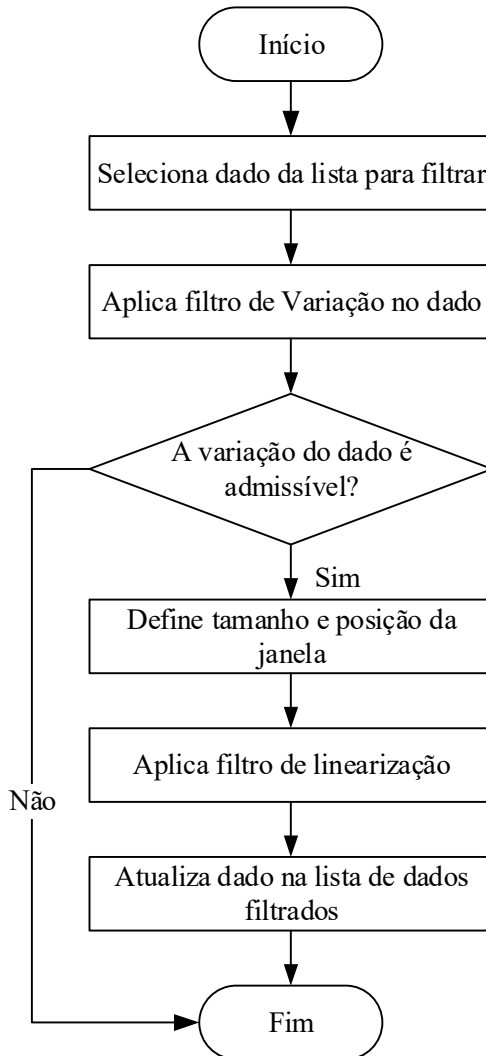 Início
Seleciona dado da lista para filtrar
Aplica filtro de Variação no dado
A variação do dado é
admissível?
Sim
Define tamanho e posição da
janela
Aplica filtro de linearização
Não
Atualiza dado na lista de dados
filtrados
Fim